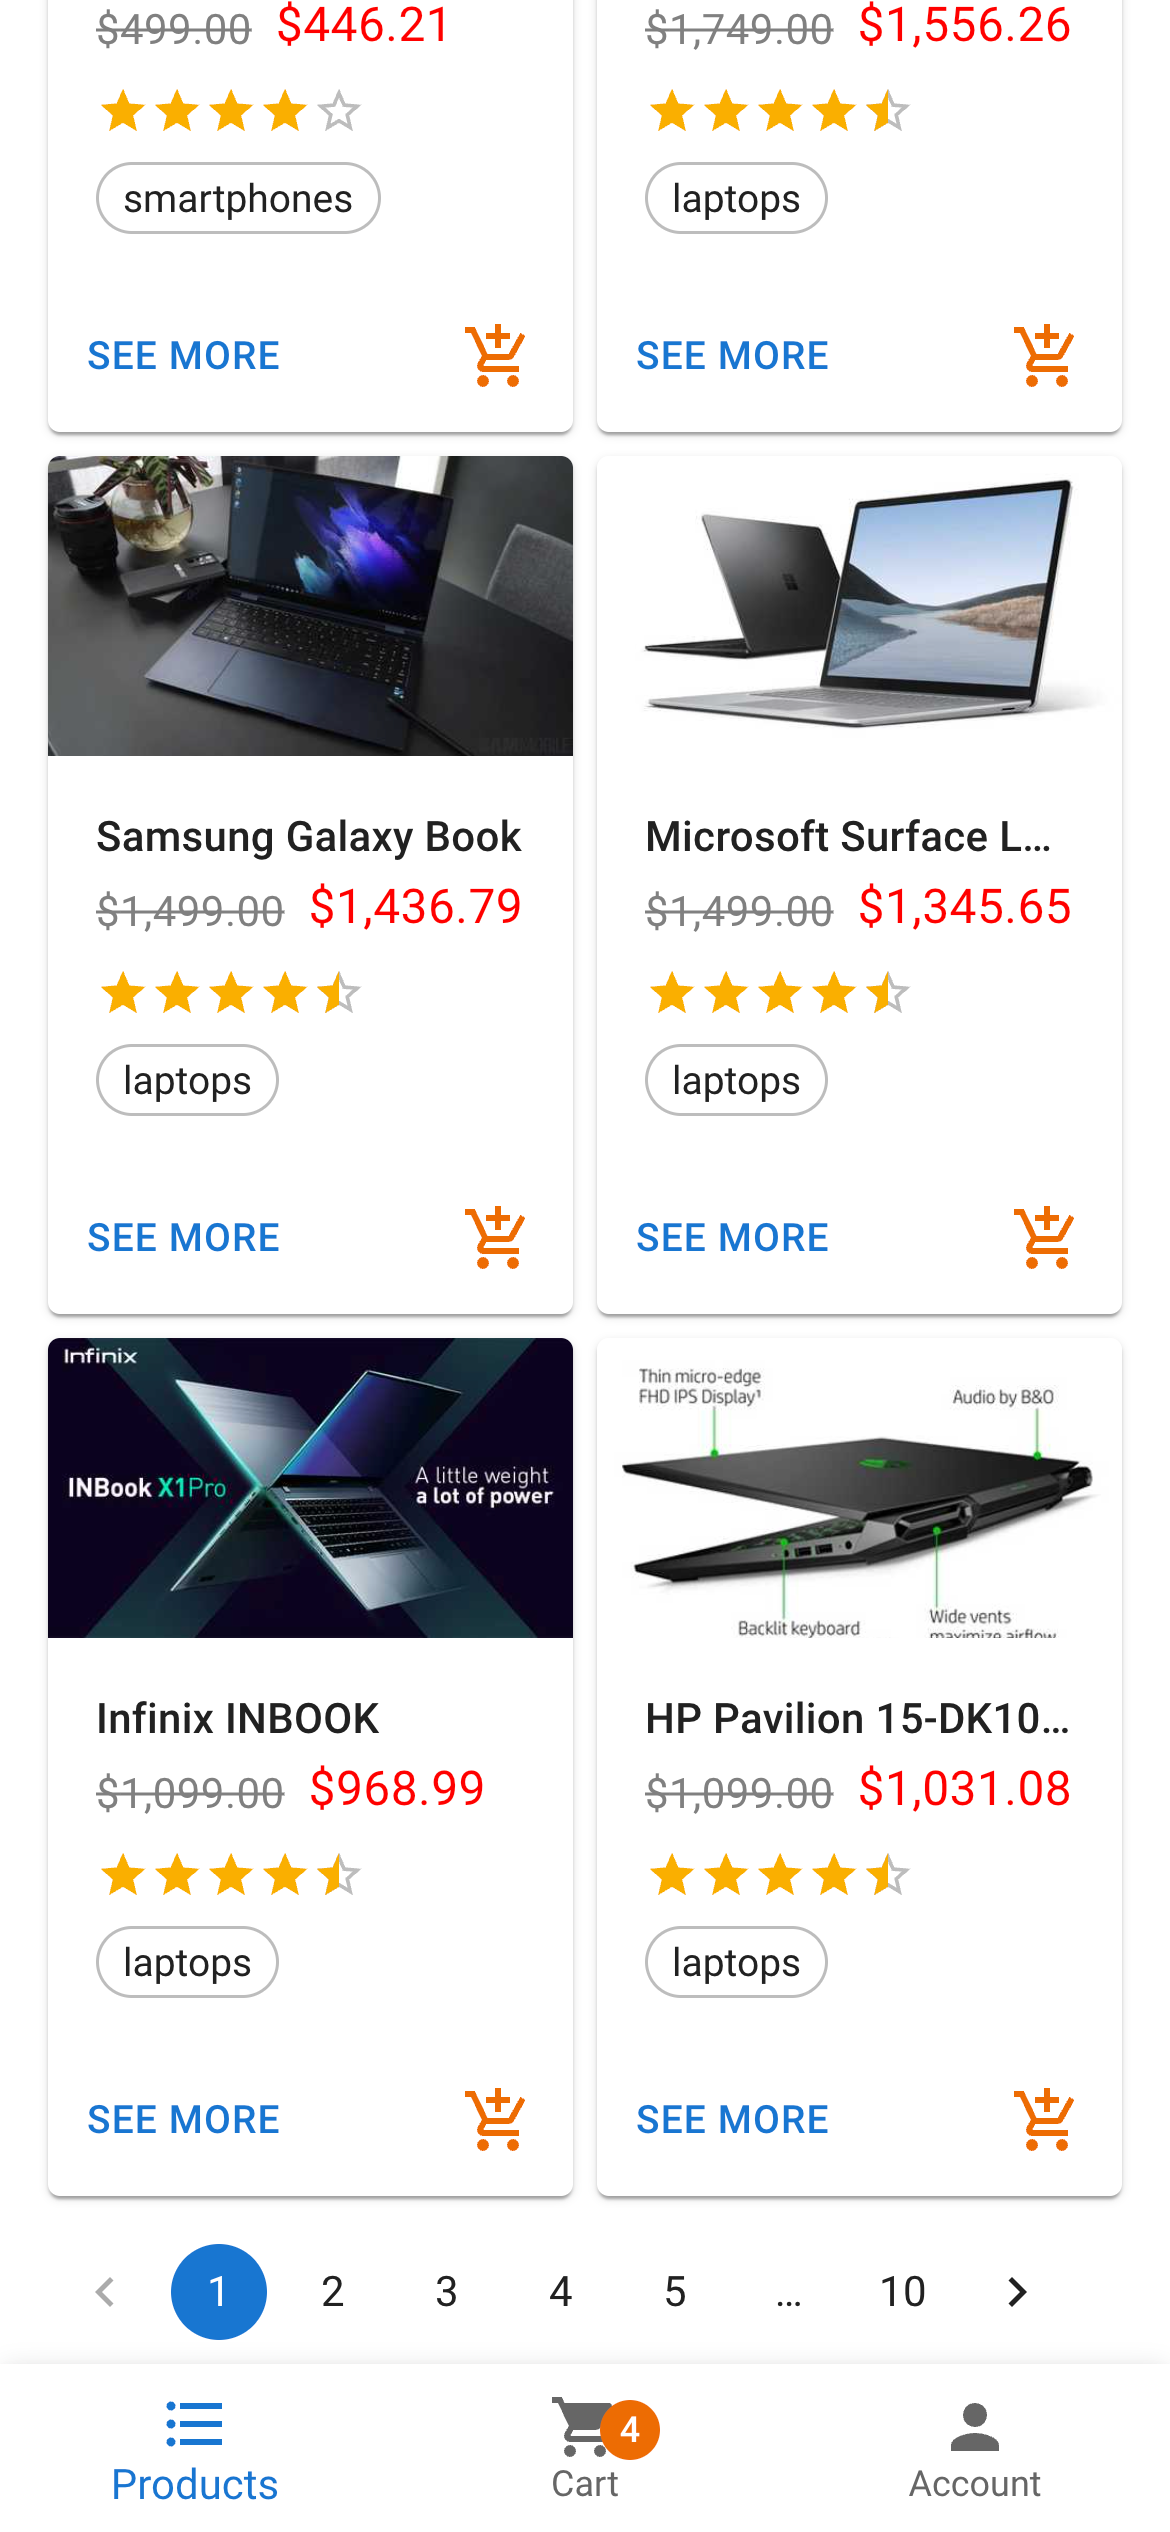 $499.00 $446.21
smartphones
SEE MORE
$1,749.00 $1,556.26
laptops
SEE MORE
Samsung Galaxy Book
$1,499.00 $1,436.79
laptops
SEE MORE
Microsoft Surface L...
$1,499.00 $1,345.65
laptops
SEE MORE
Infinix
INBook X1Pro
A little weight
a lot of power
Infinix INBOOK
$1,099.00 $968.99
laptops
SEE MORE
Thin micro-edge
FHD IPS Display¹
Audio by B&O
Backlit keyboard
Wide vents
maximize airflow
HP Pavilion 15-DK10...
$1,099.00 $1,031.08
laptops
SEE MORE
1 2 3 4 5 ... 10
4
Products Cart Account